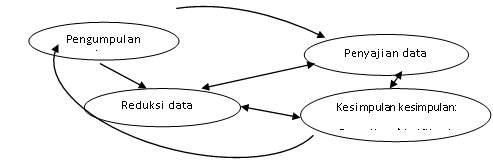 Pengumpulan
Penyajian data
Reduksi data
Kesimpulan kesimpulan: